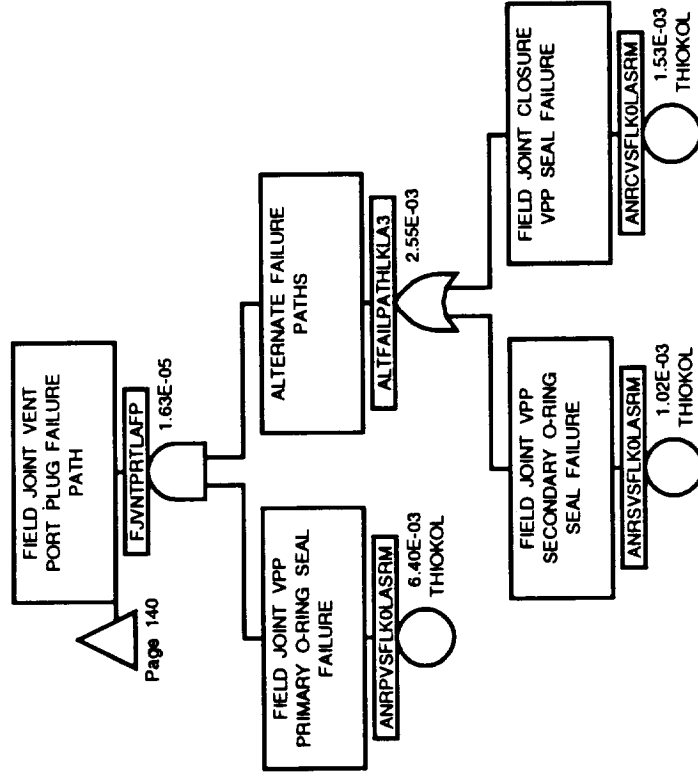 FIELD JOINT VENT
PORT PLUG FAILURE
PATH
FJVNTPRTLAFP
1.63E-05
Page 140
FIELD JOINT VPP
PRIMARY O-RING SEAL
FAILURE
ANRPVSFLK0LASRM
6.40E-03
THIOKOL
ALTERNATE FAILURE
PATHS
ALTFAILPATHLKLA3
2.55E-03
FIELD JOINT VPP
SECONDARY O-RING
SEAL FAILURE
ANRSVSFLK0LASRM
1.02E-03
THIOKOL
FIELD JOINT CLOSURE
VPP SEAL FAILURE
ANRCVSFLK0LASRM
1.53E-03
THIOKOL